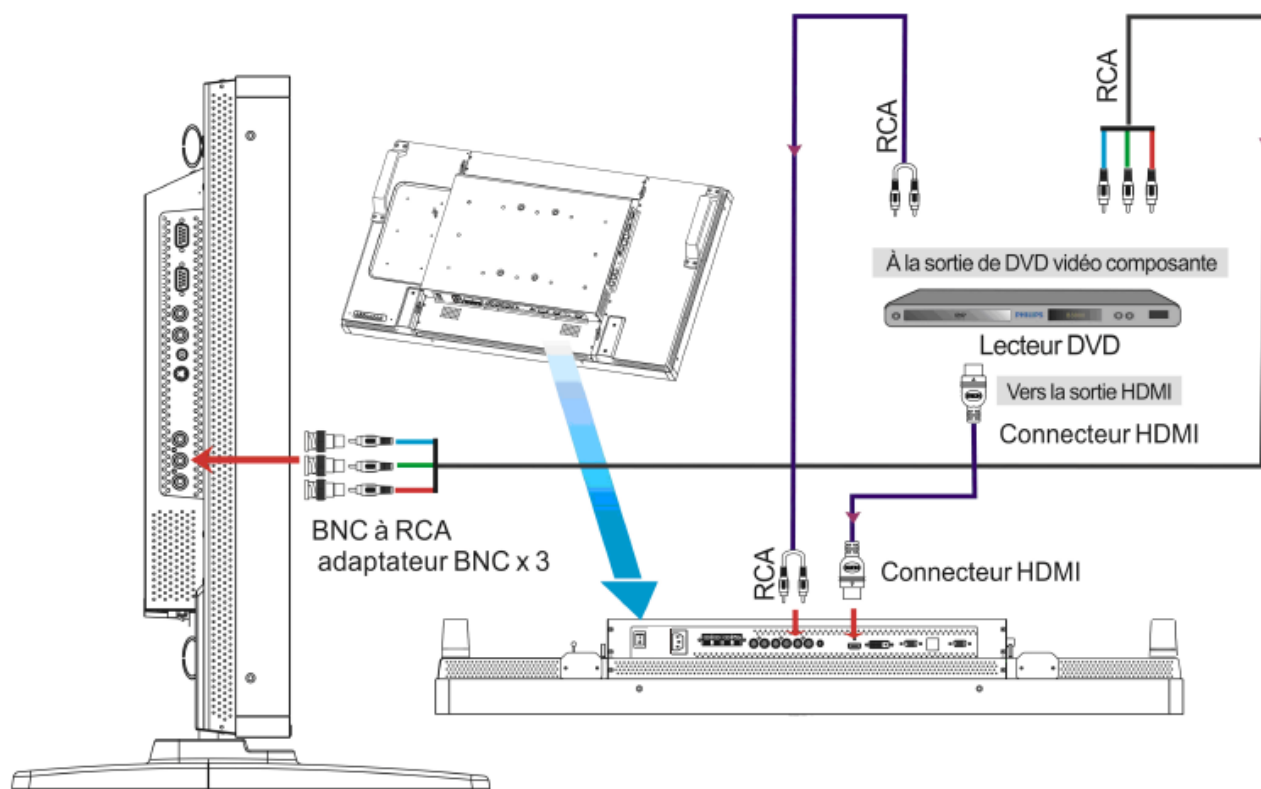 RCA
RCA
À la sortie de DVD vidéo composante
PHILIPS
Lecteur DVD
Vers la sortie HDMI
Connecteur HDMI
BNC à RCA
adaptateur BNC x 3
RCA
Connecteur HDMI